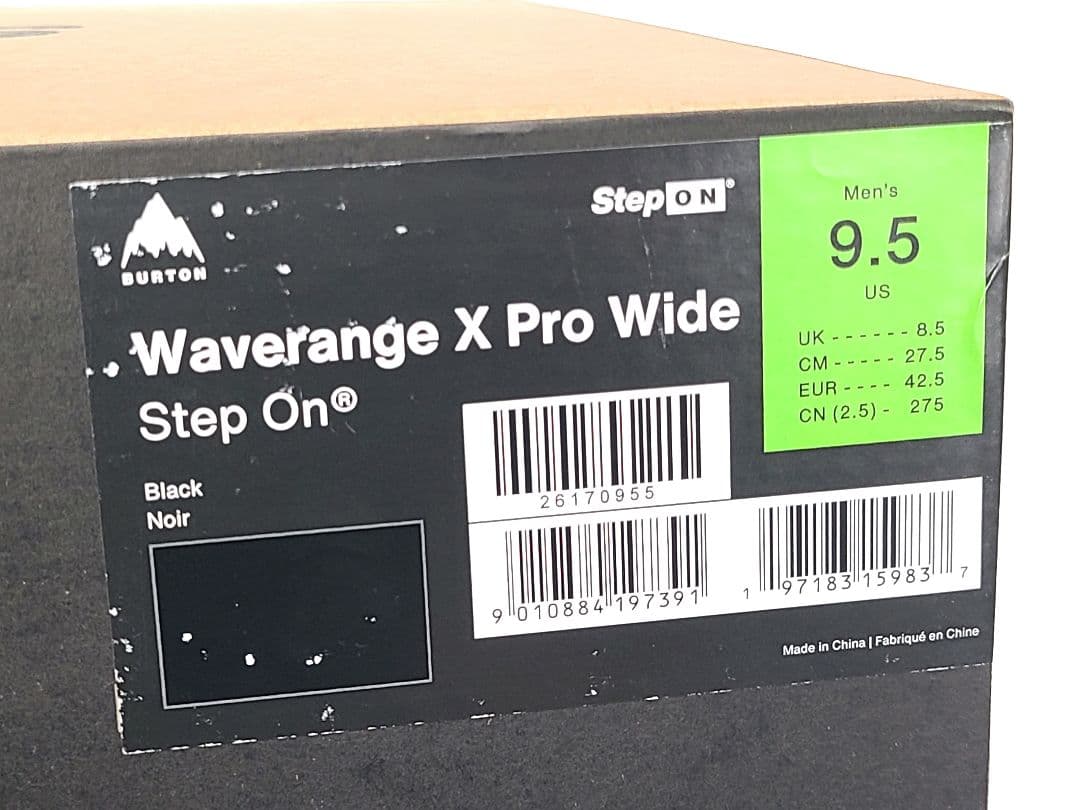 BURTON
Step ON®
Waverange X Pro Wide
Step On®
Black
Noir
Men's
9.5
US
UK - - - - - - 8.5
CM - - - - - 27.5
EUR - - - - 42.5
CN (2.5) - 275
26170955
9 010884 197391
1 97183 15983 7
Made in China | Fabriqué en Chine